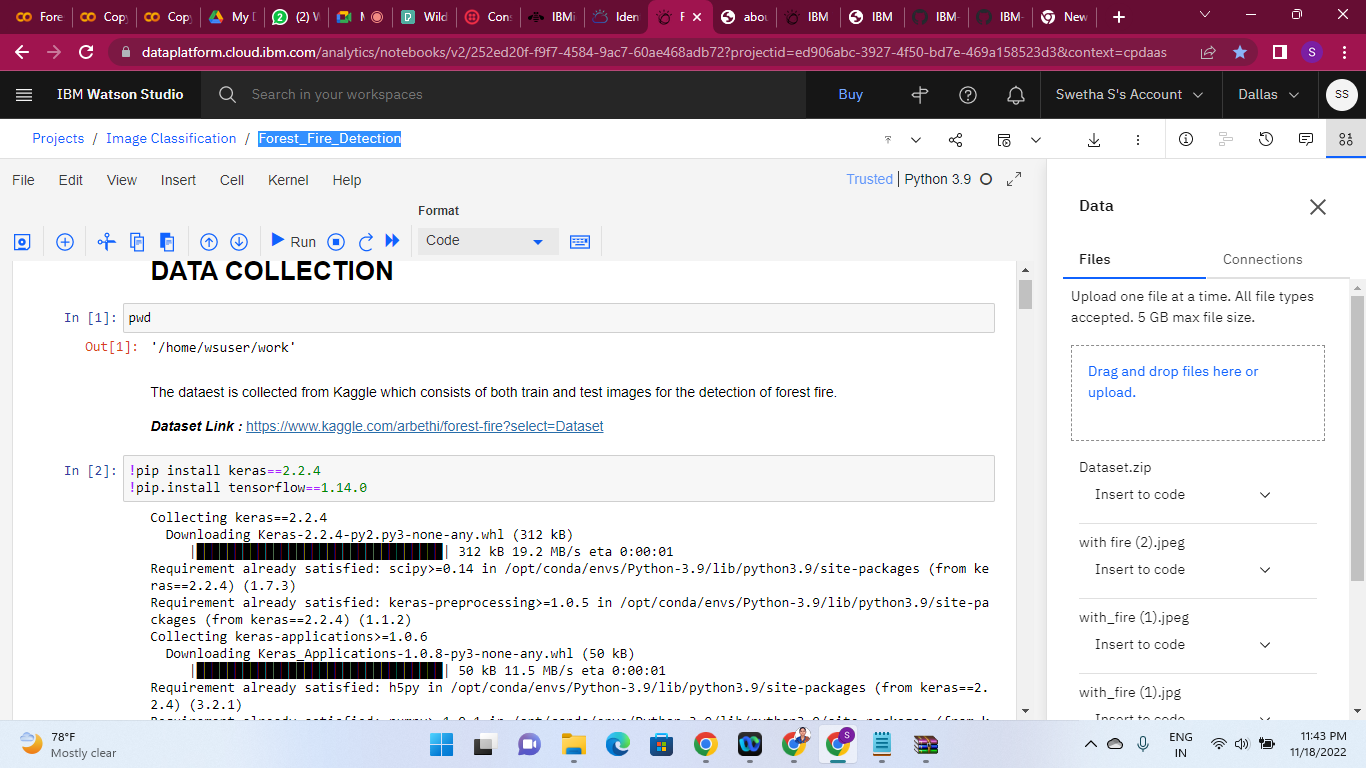 Fore
Copy
Copy
My D
(2) W
M
Wild
Con
IBMi
Iden
F
abou
IBM
IBM
IBM-
IBM-
New
dataplatform.cloud.ibm.com/analytics/notebooks/v2/252ed20f-f9f7-4584-9ac7-60ae468adb72?projectid=ed906abc-3927-4f50-bd7e-469a158523d3&context=cpdaas
S
IBM Watson Studio
Search in your workspaces
Buy
Swetha S's Account
Dallas
SS
Projects / Image Classification / Forest_Fire_Detection
File Edit View Insert Cell Kernel Help
Trusted | Python 3.9
Format
Run
Code
DATA COLLECTION
In [1]: pwd
Out[1]: '/home/wsuser/work'
The dataest is collected from Kaggle which consists of both train and test images for the detection of forest fire.
Dataset Link : https://www.kaggle.com/arbethi/forest-fire?select=Dataset
In [2]: !pip install keras==2.2.4
!pip.install tensorflow==1.14.0
Collecting keras==2.2.4
Downloading Keras-2.2.4-py2.py3-none-any.whl (312 kB)
| 312 kB 19.2 MB/s eta 0:00:01
Requirement already satisfied: scipy>=0.14 in /opt/conda/envs/Python-3.9/lib/python3.9/site-packages (from ke
ras==2.2.4) (1.7.3)
Requirement already satisfied: keras-preprocessing>=1.0.5 in /opt/conda/envs/Python-3.9/lib/python3.9/site-pa
ckages (from keras==2.2.4) (1.1.2)
Collecting keras-applications>=1.0.6
Downloading Keras_Applications-1.0.8-py3-none-any.whl (50 kB)
| 50 kB 11.5 MB/s eta 0:00:01
Requirement already satisfied: h5py in /opt/conda/envs/Python-3.9/lib/python3.9/site-packages (from keras==2.
2.4) (3.2.1)
Data
Files
Connections
Upload one file at a time. All file types
accepted. 5 GB max file size.
Drag and drop files here or
upload.
Dataset.zip
Insert to code
with fire (2).jpeg
Insert to code
with_fire (1).jpeg
Insert to code
with_fire (1).jpg
Insert to code
78°F
Mostly clear
S
ENG
IN
11:43 PM
11/18/2022